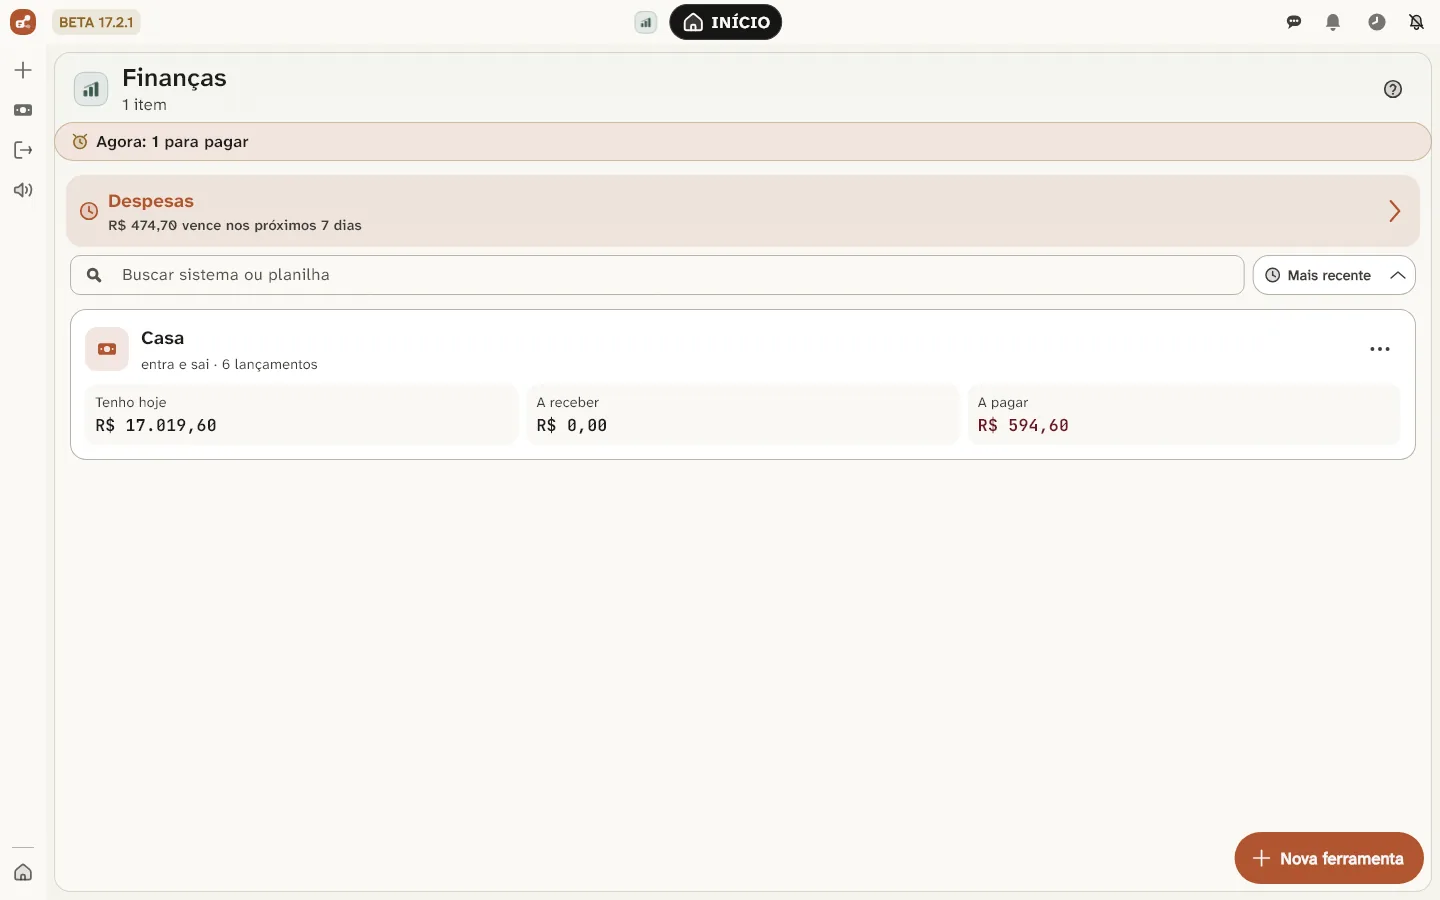 BETA 17.2.1
INÍCIO
Finanças
1 item
Agora: 1 para pagar
Despesas
R$ 474,70 vence nos próximos 7 dias
Buscar sistema ou planilha
Mais recente
Casa
entra e sai · 6 lançamentos
Tenho hoje
R$ 17.019,60
A receber
R$ 0,00
A pagar
R$ 594,60
Nova ferramenta